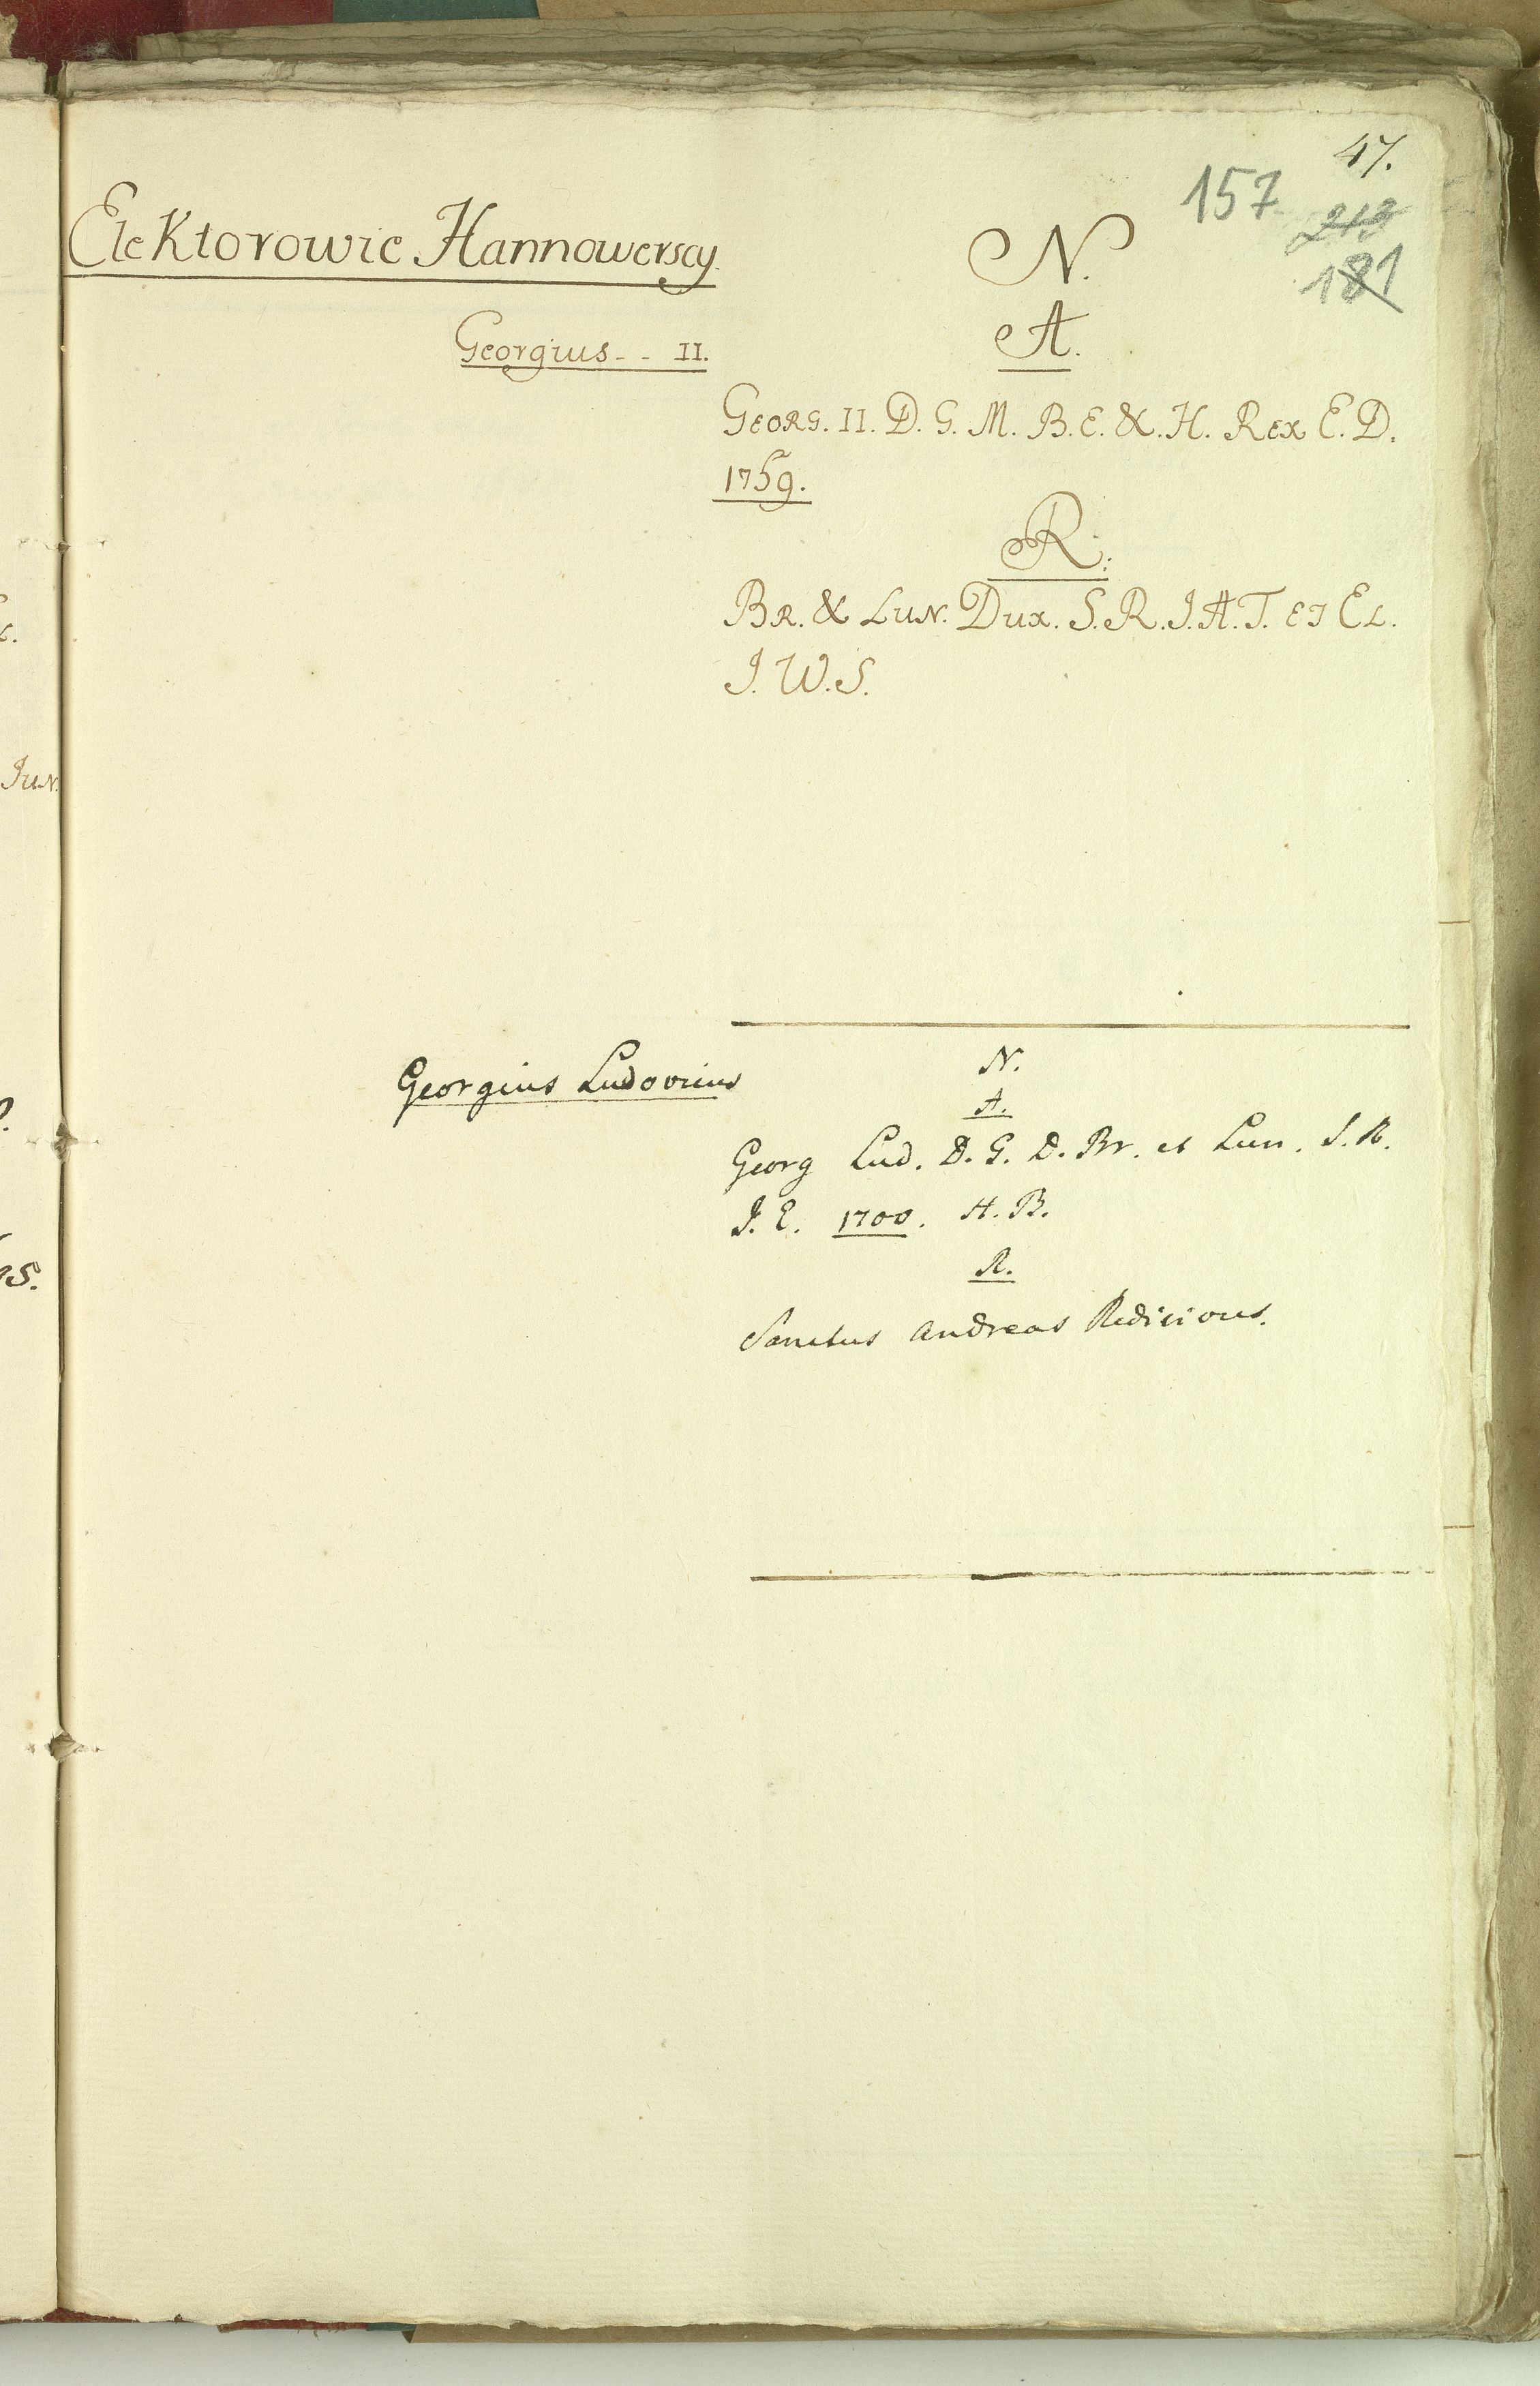 47.
157
213
181
Elektorowie Hannowerscy.
N.
Georgius - - II.
A.
Georg. II. D. G. M. B. E. & H. Rex E. D.
1759.
R.:
Br. & Lun. Dux. S. R. I. A. T. et El.
I. W. S.
Jun.
Georgius Ludovicus
N.
A.
Georg Lud. D. G. D. Br. et Lun. S. R.
I. E. 1700. H. B.
R.
Sanctus Andreas